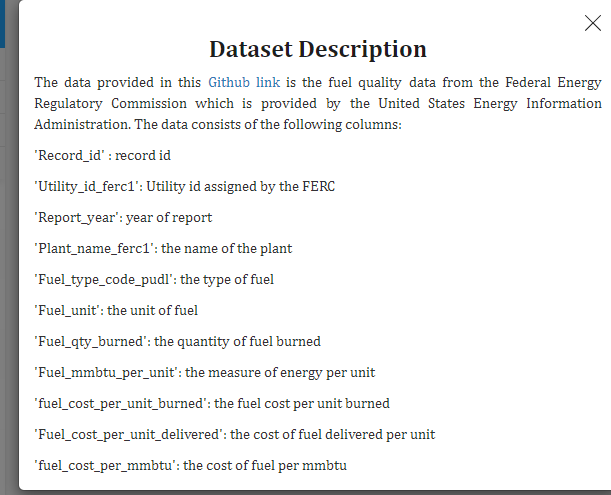 Dataset Description
The data provided in this Github link is the fuel quality data from the Federal Energy
Regulatory Commission which is provided by the United States Energy Information
Administration. The data consists of the following columns:
'Record_id' : record id
'Utility_id_ferc1': Utility id assigned by the FERC
'Report_year': year of report
'Plant_name_ferc1': the name of the plant
'Fuel_type_code_pudl': the type of fuel
'Fuel_unit': the unit of fuel
'Fuel_qty_burned': the quantity of fuel burned
'Fuel_mmbtu_per_unit': the measure of energy per unit
'fuel_cost_per_unit_burned': the fuel cost per unit burned
'Fuel_cost_per_unit_delivered': the cost of fuel delivered per unit
'fuel_cost_per_mmbtu': the cost of fuel per mmbtu